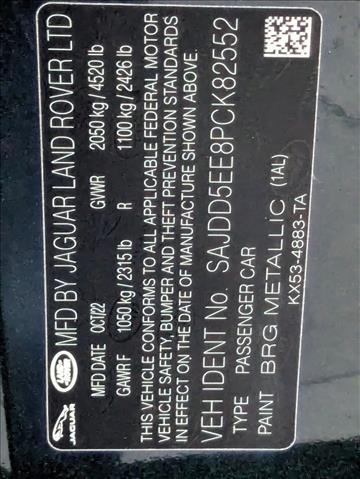 JAGUAR
LAND
ROVER
MFD BY JAGUAR LAND ROVER LTD
MFD DATE OCT/22 GVWR 2050 kg / 4520 lb
GAWR F 1050 kg / 2315 lb R 1100 kg / 2426 lb
THIS VEHICLE CONFORMS TO ALL APPLICABLE FEDERAL MOTOR
VEHICLE SAFETY, BUMPER AND THEFT PREVENTION STANDARDS
IN EFFECT ON THE DATE OF MANUFACTURE SHOWN ABOVE.
VEH IDENT No. SAJDD5EE8PCK82552
TYPE PASSENGER CAR
PAINT BRG METALLIC (1AL)
KX53-4883-TA